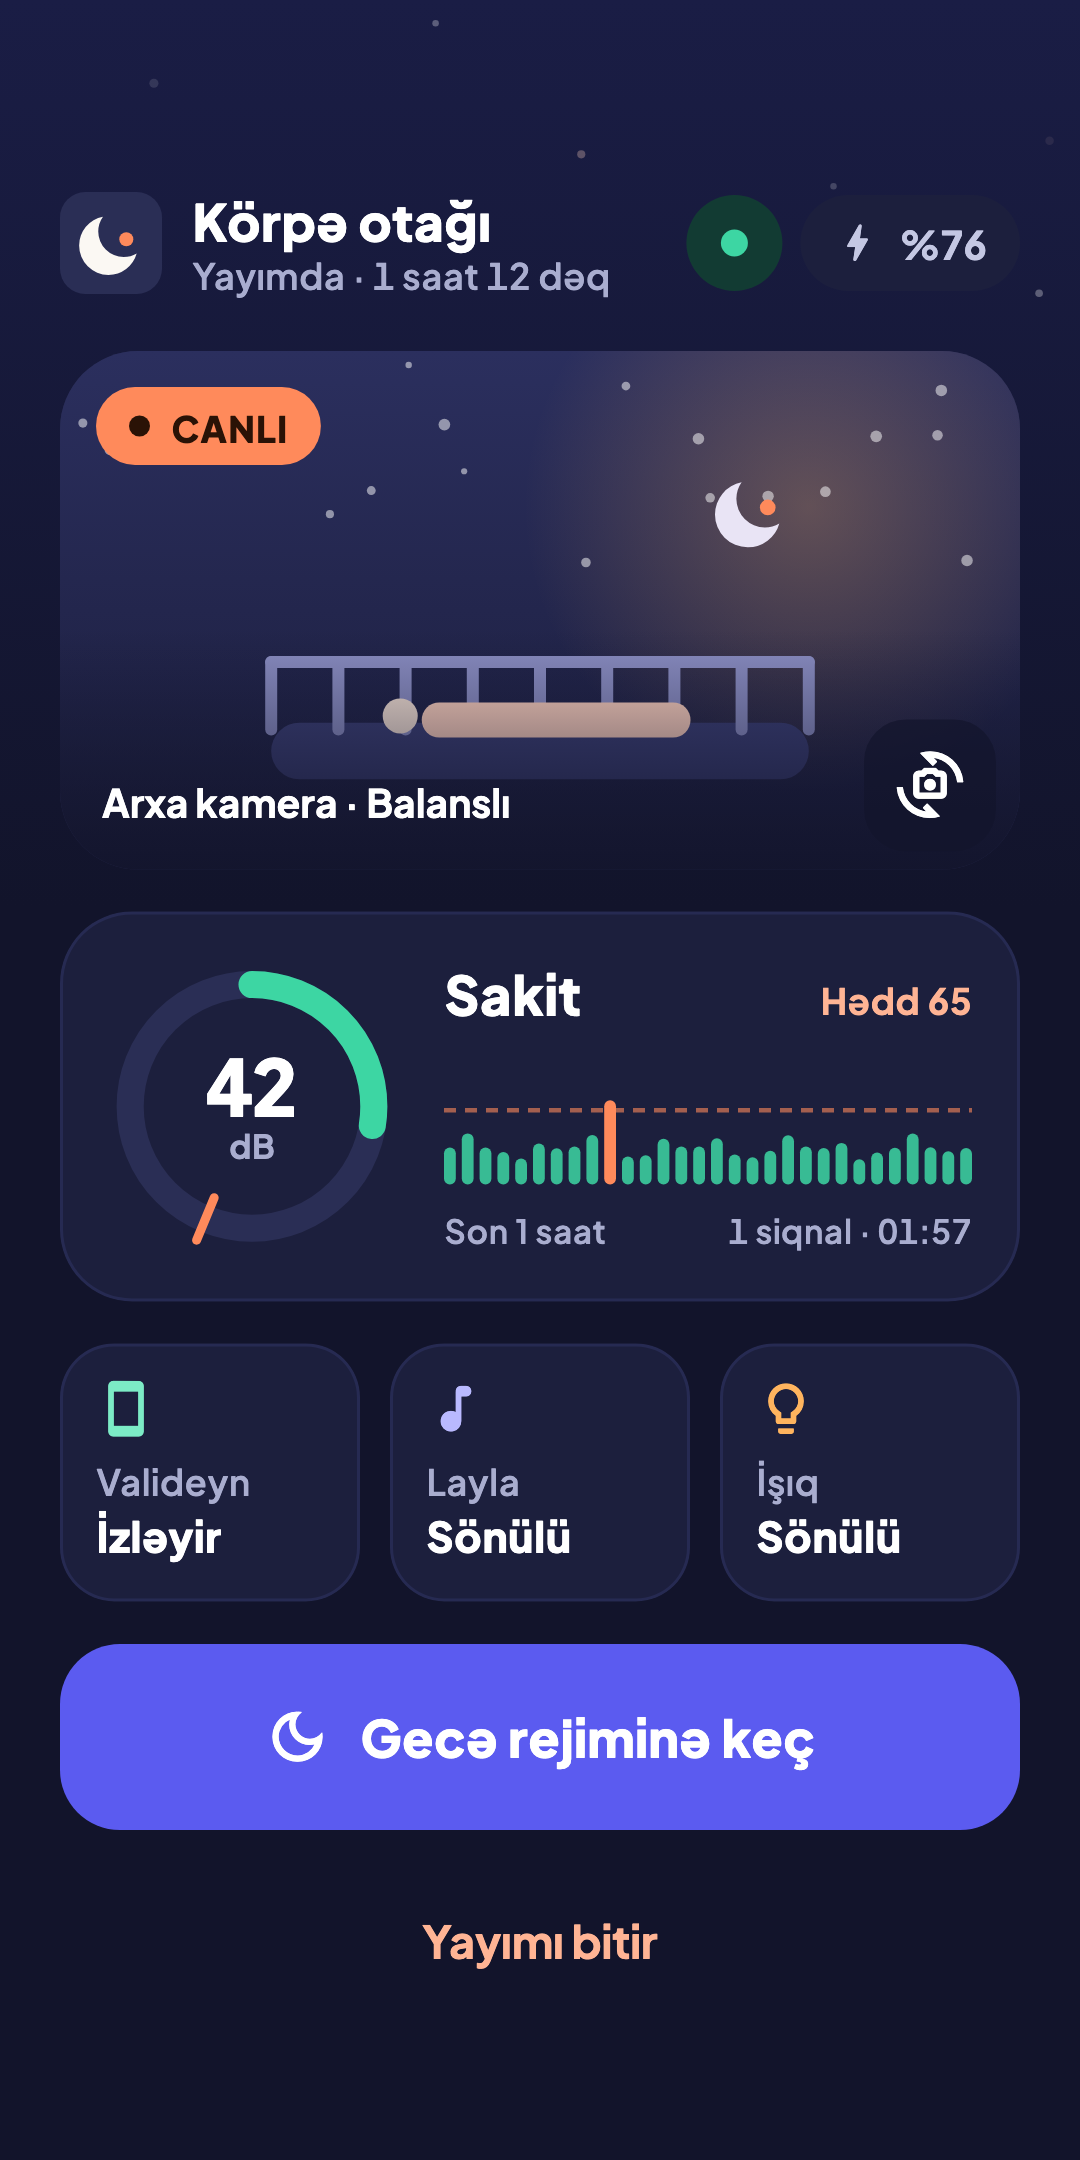 Körpə otağı
Yayımda · 1 saat 12 dəq
%76
CANLI
Arxa kamera · Balanslı
42
dB
Sakit
Hədd 65
Son 1 saat
1 siqnal · 01:57
Valideyn
İzləyir
Layla
Sönülü
İşıq
Sönülü
Gecə rejiminə keç
Yayımı bitir